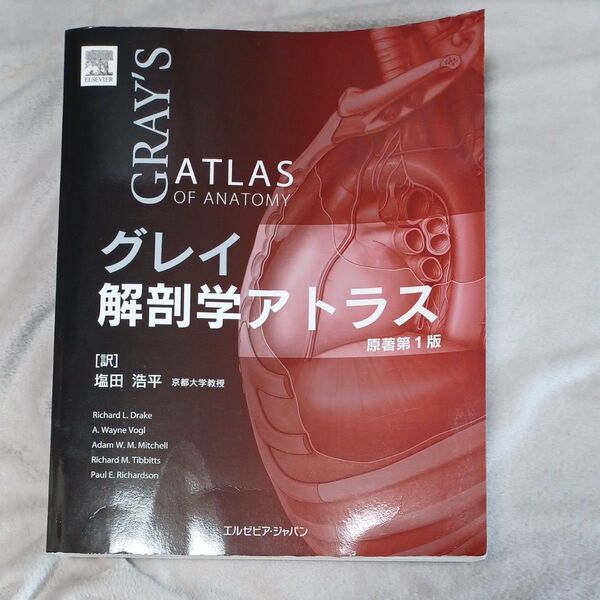 ELSEVIER
GRAY'S
ATLAS
OF ANATOMY
グレイ
解剖学アトラス
原著第1版
[訳]
塩田 浩平 京都大学教授
Richard L. Drake
A. Wayne Vogl
Adam W. M. Mitchell
Richard M. Tibbitts
Paul E. Richardson
エルゼビア・ジャパン